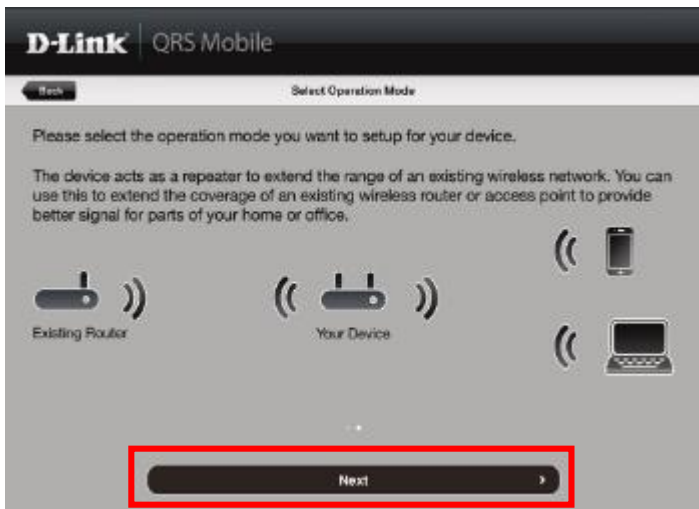 D-Link QRS Mobile
Back Select Operation Mode
Please select the operation mode you want to setup for your device.
The device acts as a repeater to extend the range of an existing wireless network. You can
use this to extend the coverage of an existing wireless router or access point to provide
better signal for parts of your home or office.
Existing Router
Your Device
Next